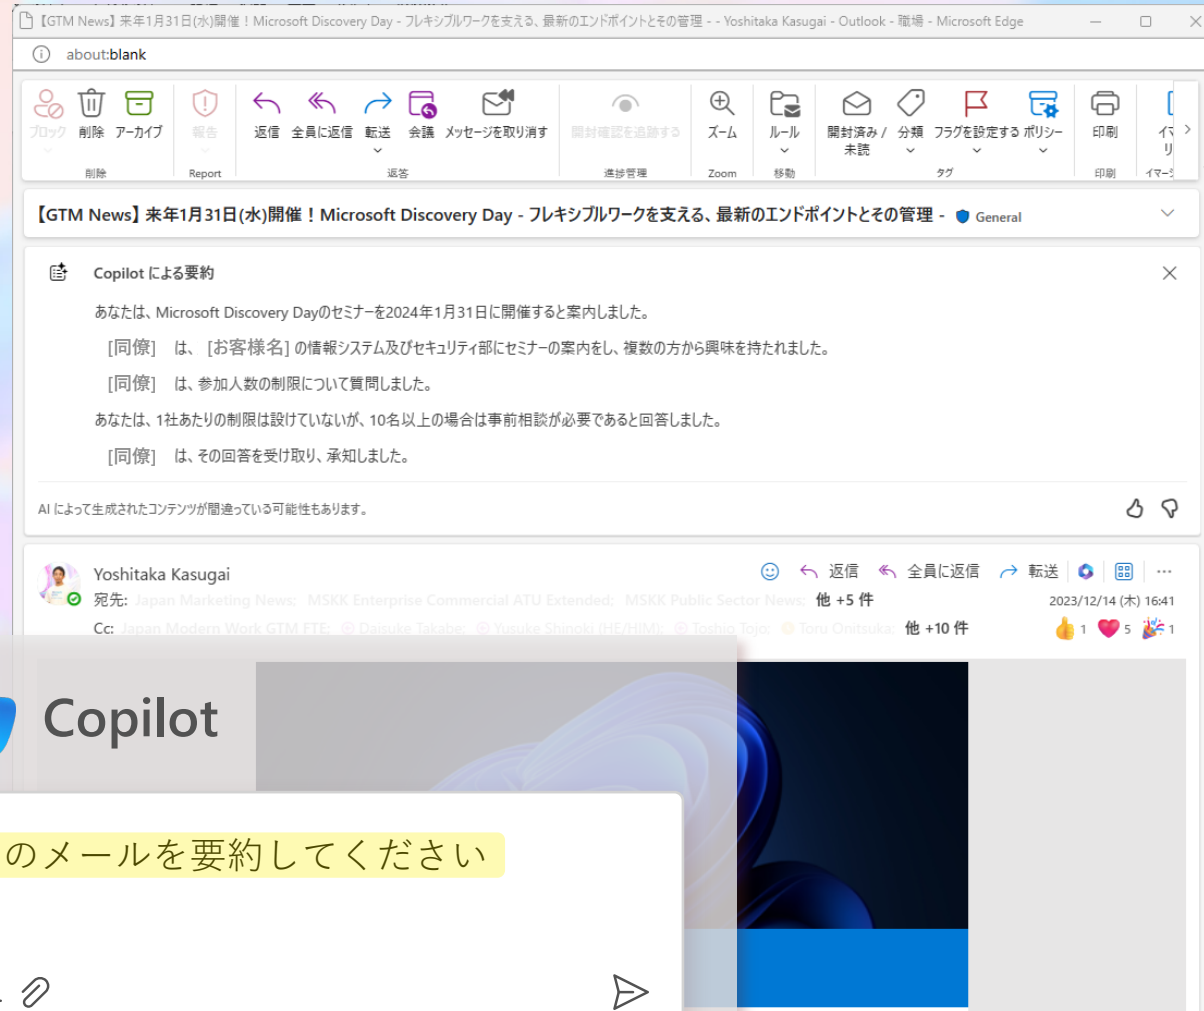 【GTM News】来年1月31日(水)開催！Microsoft Discovery Day - フレキシブルワークを支える、最新のエンドポイントとその管理 - - Yoshitaka Kasugai - Outlook - 職場 - Microsoft Edge
about:blank
ブロック 削除 アーカイブ 報告 返信 全員に返信 転送 会議 メッセージを取り消す 開封確認を追跡する ズーム ルール 開封済み / 未読 分類 フラグを設定する ポリシー 印刷 イマ
リ
削除 Report 返答 進捗管理 Zoom 移動 タグ 印刷 イマーシ
【GTM News】来年1月31日(水)開催！Microsoft Discovery Day - フレキシブルワークを支える、最新のエンドポイントとその管理 - General
Copilot による要約
あなたは、Microsoft Discovery Dayのセミナーを2024年1月31日に開催すると案内しました。
[同僚] は、 [お客様名] の情報システム及びセキュリティ部にセミナーの案内をし、複数の方から興味を持たれました。
[同僚] は、参加人数の制限について質問しました。
あなたは、1社あたりの制限は設けていないが、10名以上の場合は事前相談が必要であると回答しました。
[同僚] は、その回答を受け取り、承知しました。
AI によって生成されたコンテンツが間違っている可能性もあります。
Yoshitaka Kasugai
返信 全員に返信 転送
宛先: Japan Marketing News; MSKK Enterprise Commercial ATU Extended; MSKK Public Sector News; 他 +5 件
2023/12/14 (木) 16:41
Cc: Japan Modern Work GTM FTE; Daisuke Takabe; Yusuke Shinoki (HE/HIM); Toshio Tojo; Toru Onitsuka; 他 +10 件
1 5 1
Copilot
のメールを要約してください